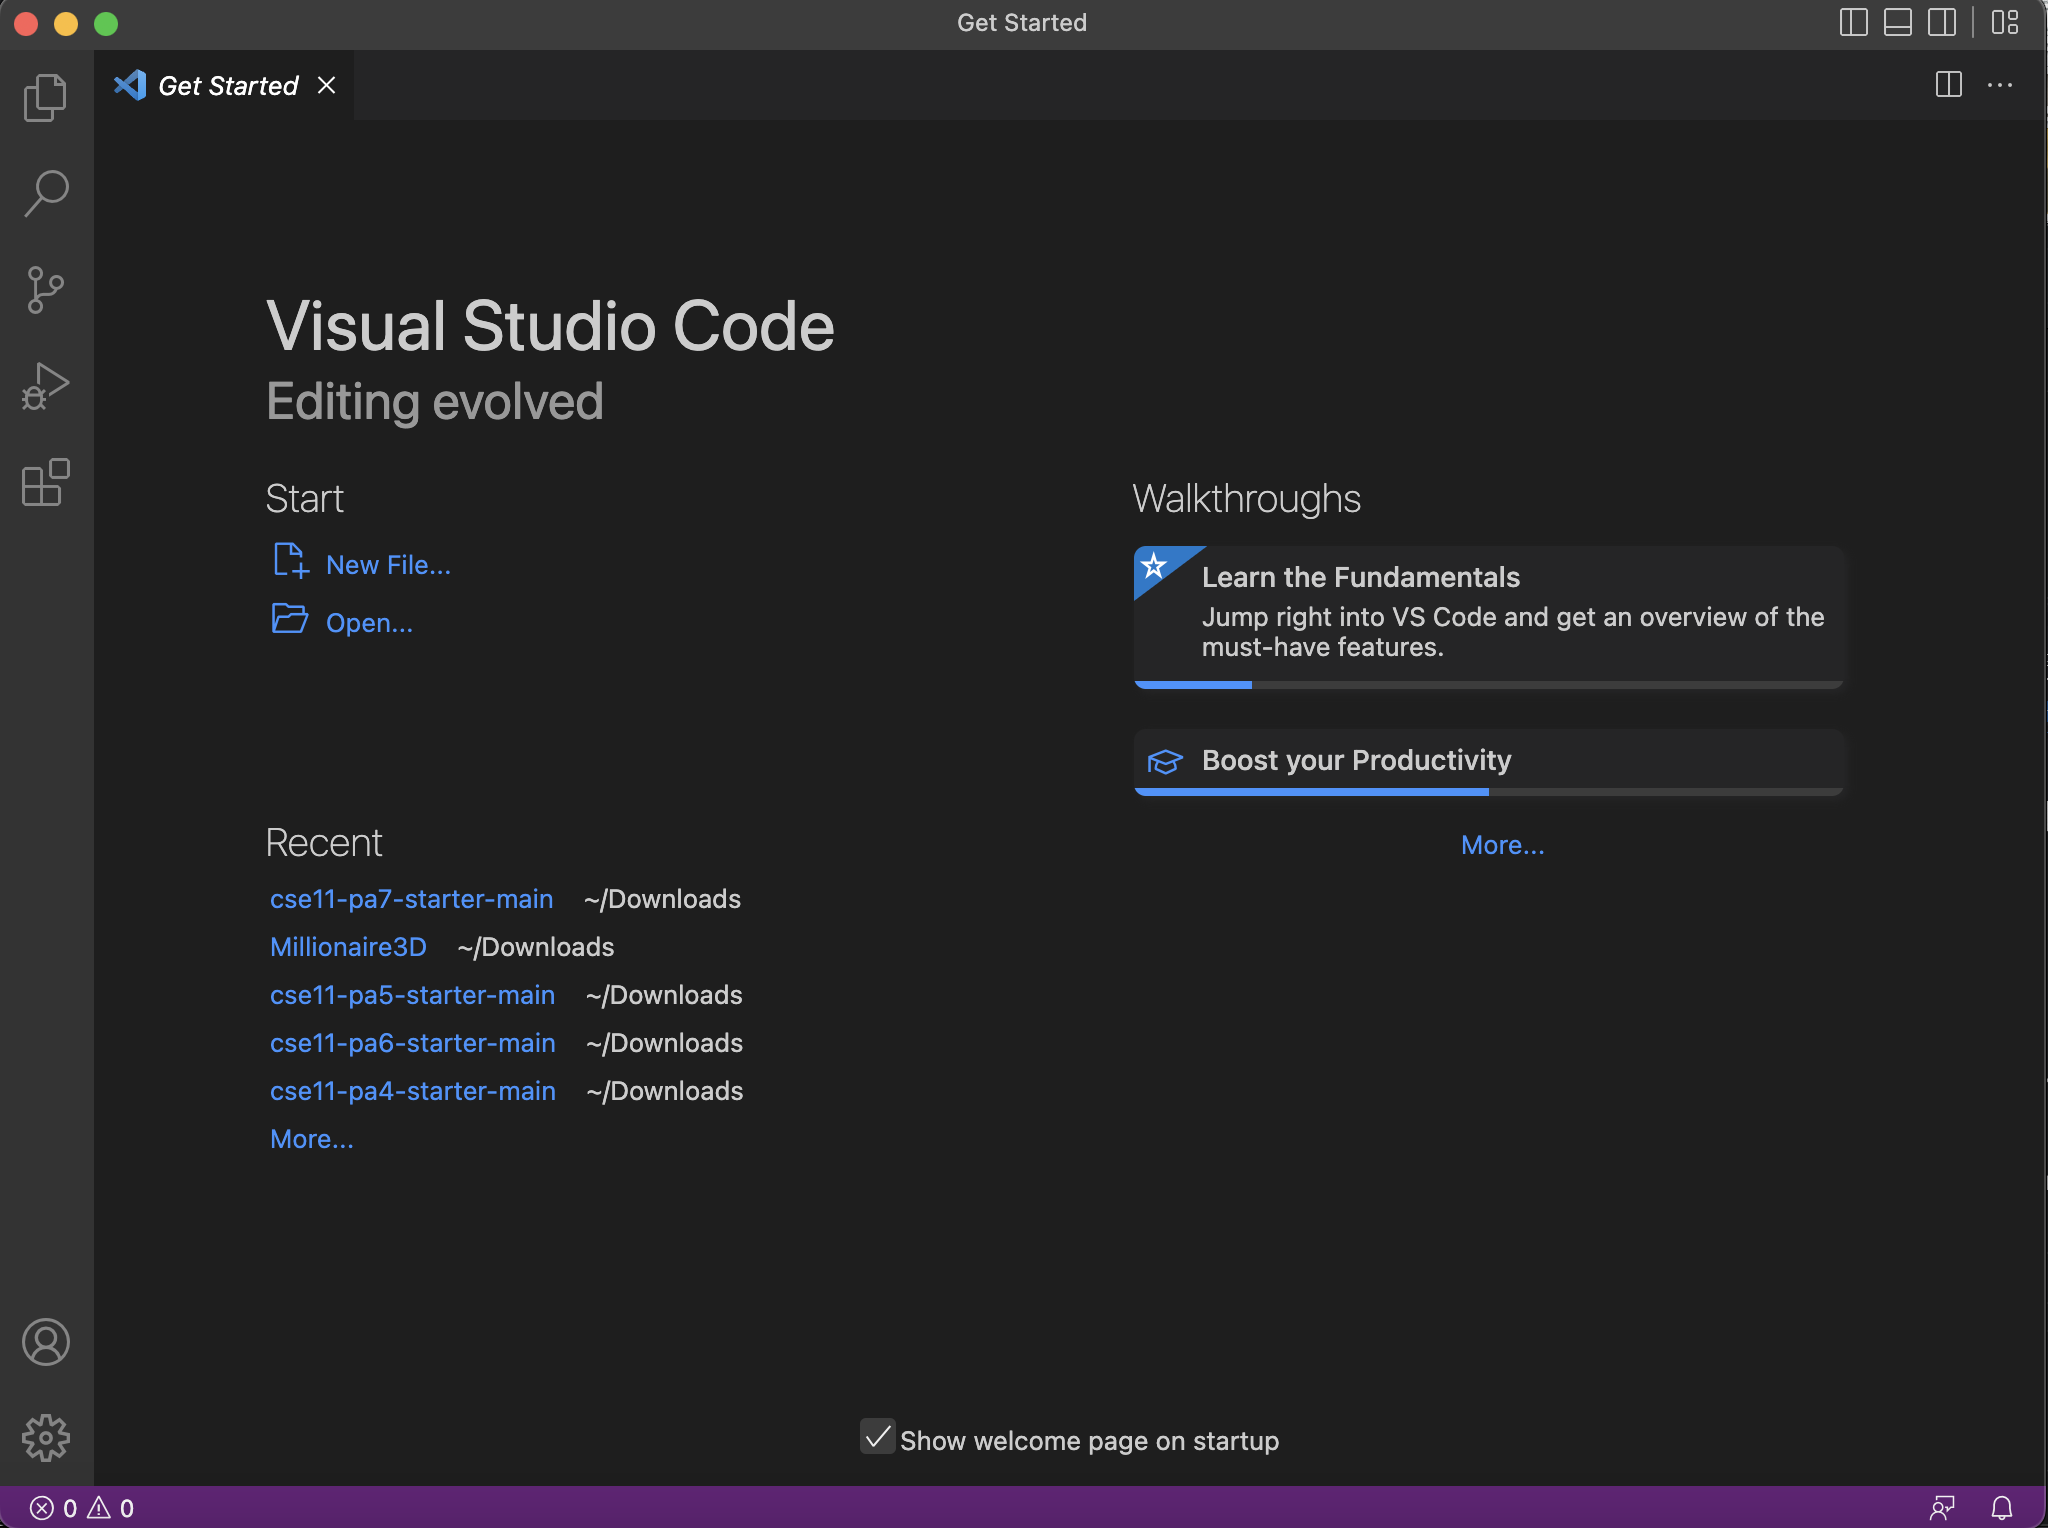 Get Started
Get Started
Visual Studio Code
Editing evolved
Start
New File...
Open...
Recent
cse11-pa7-starter-main ~/Downloads
Millionaire3D ~/Downloads
cse11-pa5-starter-main ~/Downloads
cse11-pa6-starter-main ~/Downloads
cse11-pa4-starter-main ~/Downloads
More...
Walkthroughs
Learn the Fundamentals
Jump right into VS Code and get an overview of the
must-have features.
Boost your Productivity
More...
Show welcome page on startup
0 0